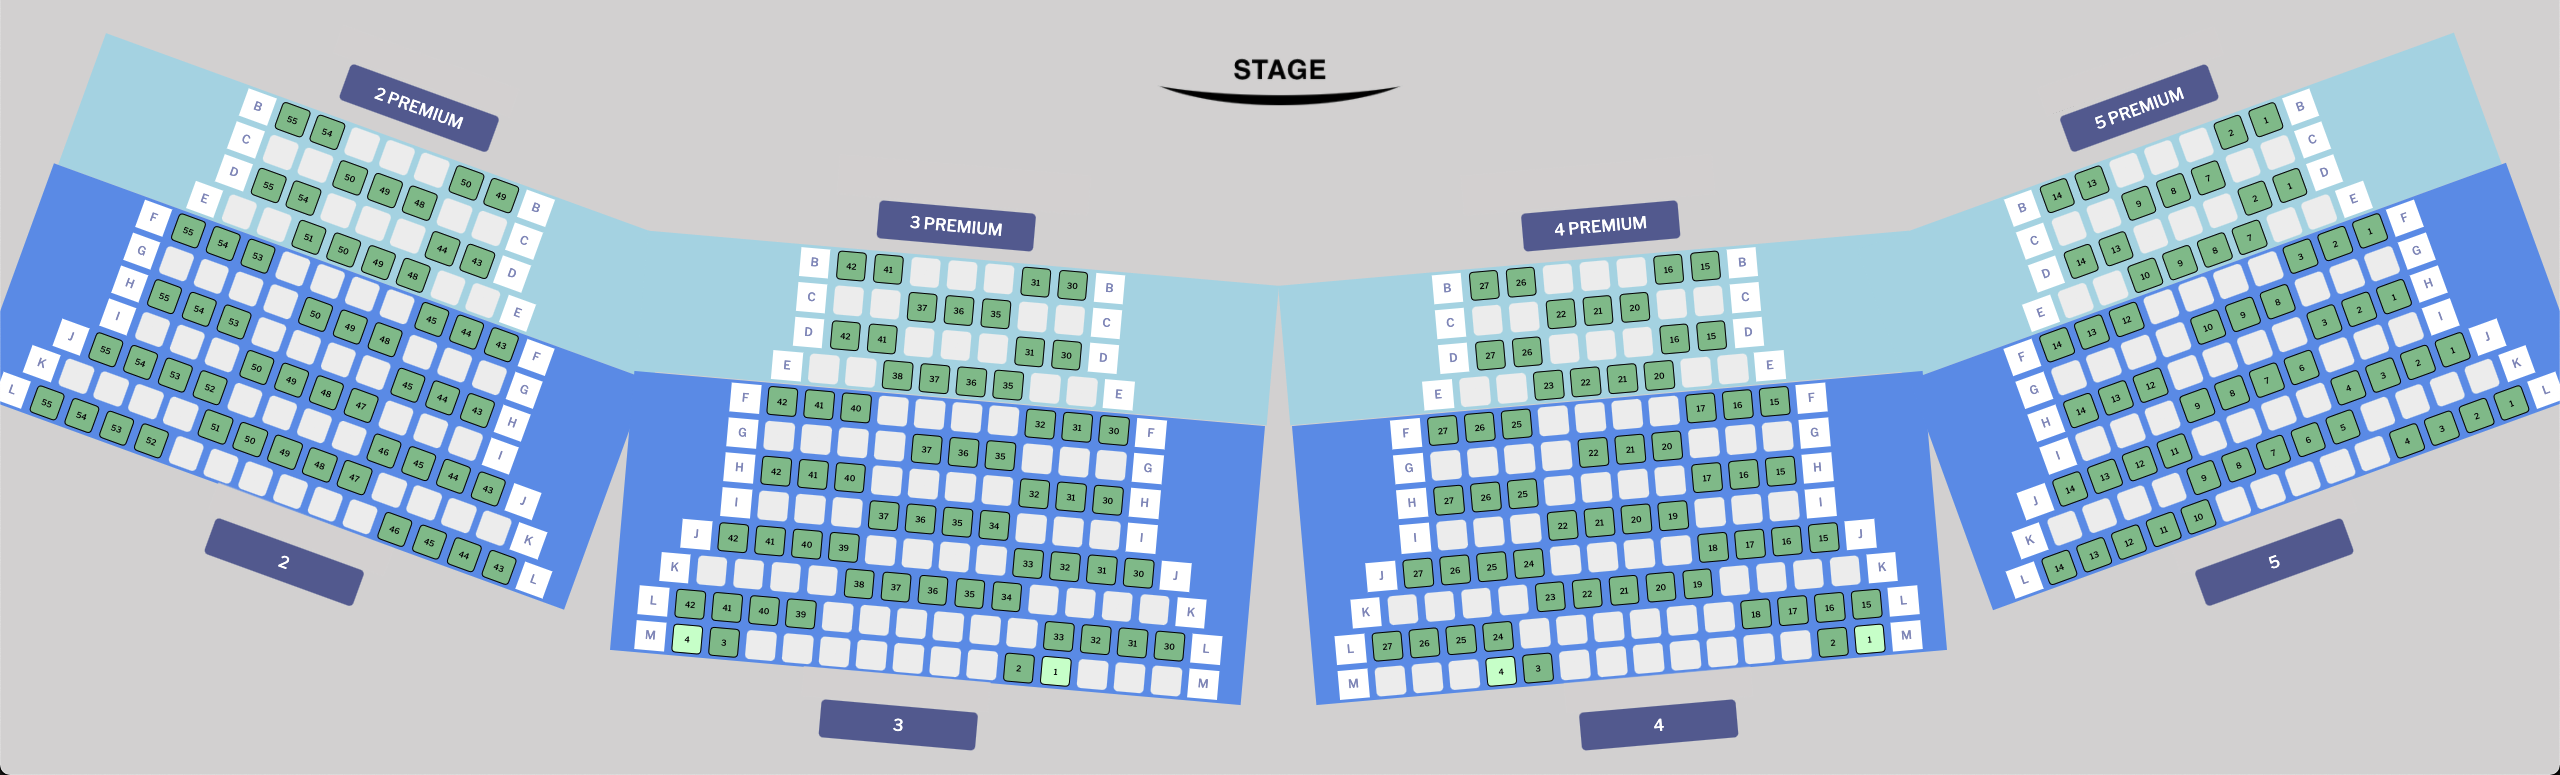 STAGE
2 PREMIUM
B 55 54 50 49 B
C 50 49 48 C
D 55 54 44 43 D
E 51 50 49 48 E
F 55 54 53 45 44 43 F
G 50 49 48 G
H 55 54 53 45 44 43 H
I 50 49 48 47 I
J 55 54 53 52 46 45 44 43 J
K 51 50 49 48 47 K
L 55 54 53 52 46 45 44 43 L
2
3 PREMIUM
B 42 41 31 30 B
C 37 36 35 C
D 42 41 31 30 D
E 38 37 36 35 E
F 42 41 40 32 31 30 F
G 37 36 35 G
H 42 41 40 32 31 30 H
I 37 36 35 34 I
J 42 41 40 39 33 32 31 30 J
K 38 37 36 35 34 K
L 42 41 40 39 33 32 31 30 L
M 4 3 2 1 M
3
4 PREMIUM
B 27 26 16 15 B
C 22 21 20 C
D 27 26 16 15 D
E 23 22 21 20 E
F 27 26 25 17 16 15 F
G 22 21 20 G
H 27 26 25 17 16 15 H
I 22 21 20 19 I
J 27 26 25 24 18 17 16 15 J
K 23 22 21 20 19 K
L 27 26 25 24 18 17 16 15 L
M 4 3 2 1 M
4
5 PREMIUM
B 14 13 2 1 B
C 9 8 7 C
D 14 13 2 1 D
E 10 9 8 7 E
F 14 13 12 3 2 1 F
G 10 9 8 G
H 14 13 12 3 2 1 H
I 9 8 7 6 I
J 14 13 12 11 4 3 2 1 J
K 9 8 7 6 5 K
L 14 13 12 11 10 4 3 2 1 L
5